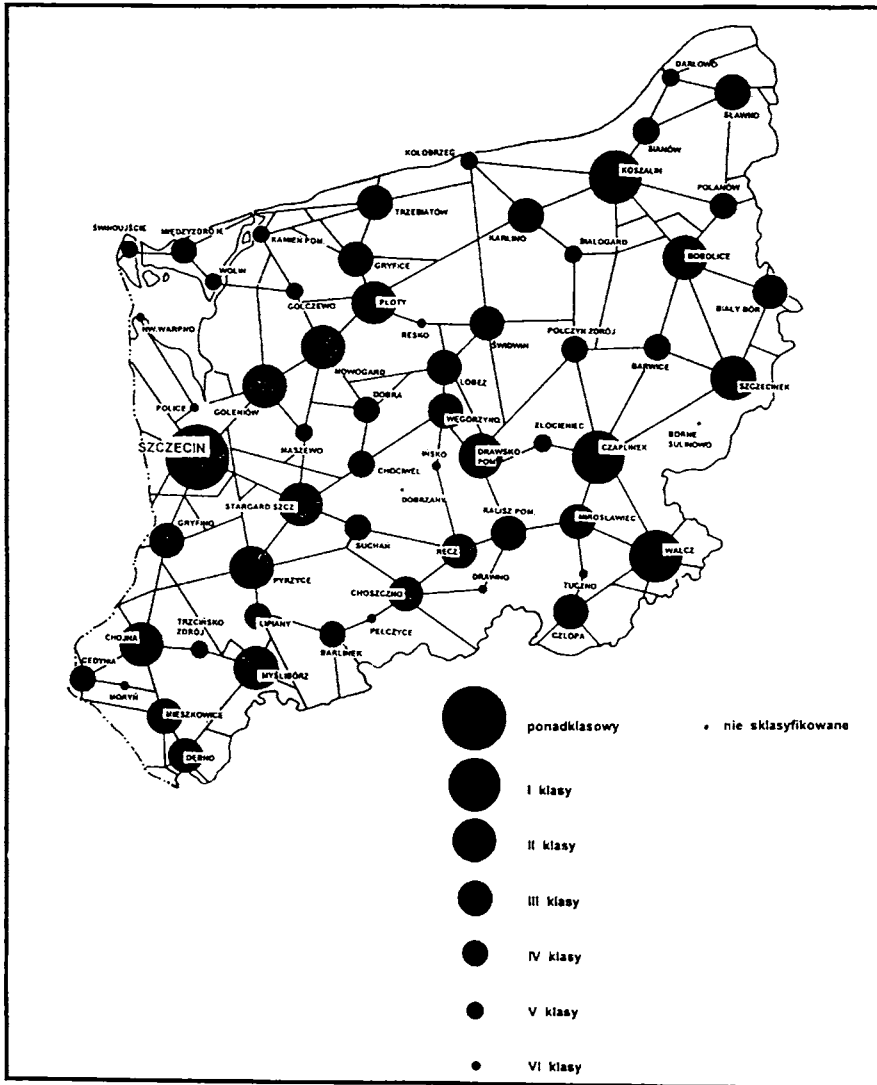 DARŁOWO
SŁAWNO
SIANÓW
KOŁOBRZEG
KOSZALIN
POLANÓW
TRZEBIATÓW
KARLINO
ŚWINOUJŚCIE
MIĘDZYZDROJE
KAMIEŃ POM.
BIAŁOGARD
BOBOLICE
GRYFICE
WOLIN
GOLCZEWO
PŁOTY
BIAŁY BÓR
NW. WARPNO
RESKO
ŚWIDWIN
POŁCZYN ZDRÓJ
BARWICE
NOWOGARD
ŁOBEZ
SZCZECINEK
POLICE
GOLENIÓW
DOBRA
WĘGORZYNO
ZŁOCIENIEC
BORNE
SULINOWO
SZCZECIN
MASZEWO
CHOCIWEL
IŃSKO
DRAWSKO
POM.
CZAPLINEK
STARGARD SZCZ
DOBRZANY
KALISZ POM.
MIROSŁAWIEC
GRYFINO
SUCHAŃ
RECZ
WAŁCZ
PYRZYCE
CHOSZCZNO
DRAWNO
TUCZNO
TRZCIŃSKO
ZDRÓJ
LIPIANY
PEŁCZYCE
CZŁOPA
CHOJNA
BARLINEK
CEDYNIA
MORYŃ
MYŚLIBÓRZ
MIESZKOWICE
DĘBNO
ponadklasowy
nie sklasyfikowane
I klasy
II klasy
III klasy
IV klasy
V klasy
VI klasy